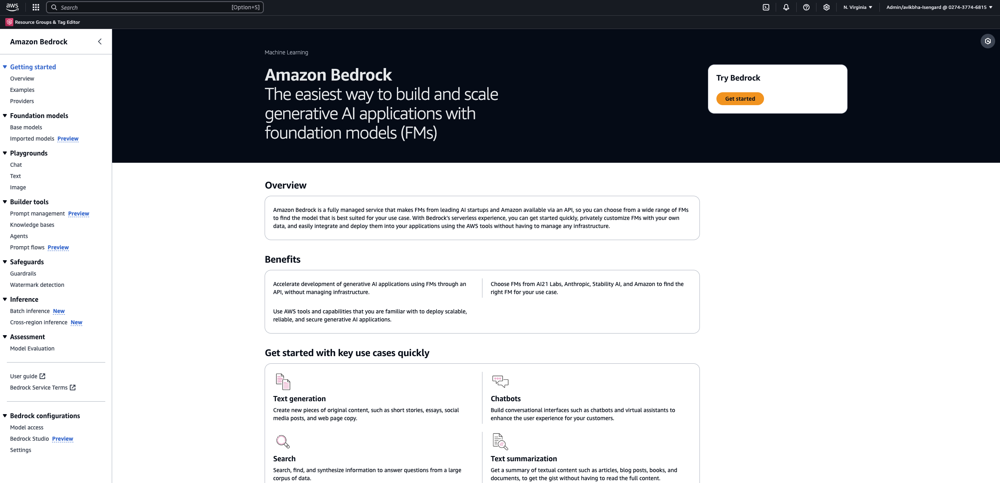 aws
Search
[Option+S]
N. Virginia
Admin/avikbha-Isengard @ 0274-3774-6815
Resource Groups & Tag Editor
Amazon Bedrock
Getting started
Overview
Examples
Providers
Foundation models
Base models
Imported models Preview
Playgrounds
Chat
Text
Image
Builder tools
Prompt management Preview
Knowledge bases
Agents
Prompt flows Preview
Safeguards
Guardrails
Watermark detection
Inference
Batch inference New
Cross-region inference New
Assessment
Model Evaluation
User guide
Bedrock Service Terms
Bedrock configurations
Model access
Bedrock Studio Preview
Settings
Machine Learning
Amazon Bedrock
The easiest way to build and scale
generative AI applications with
foundation models (FMs)
Try Bedrock
Get started
Overview
Amazon Bedrock is a fully managed service that makes FMs from leading AI startups and Amazon available via an API, so you can choose from a wide range of FMs
to find the model that is best suited for your use case. With Bedrock's serverless experience, you can get started quickly, privately customize FMs with your own
data, and easily integrate and deploy them into your applications using the AWS tools without having to manage any infrastructure.
Benefits
Accelerate development of generative AI applications using FMs through an
API, without managing infrastructure.
Choose FMs from AI21 Labs, Anthropic, Stability AI, and Amazon to find the
right FM for your use case.
Use AWS tools and capabilities that you are familiar with to deploy scalable,
reliable, and secure generative AI applications.
Get started with key use cases quickly
Text generation
Create new pieces of original content, such as short stories, essays, social
media posts, and web page copy.
Chatbots
Build conversational interfaces such as chatbots and virtual assistants to
enhance the user experience for your customers.
Search
Search, find, and synthesize information to answer questions from a large
corpus of data.
Text summarization
Get a summary of textual content such as articles, blog posts, books, and
documents, to get the gist without having to read the full content.